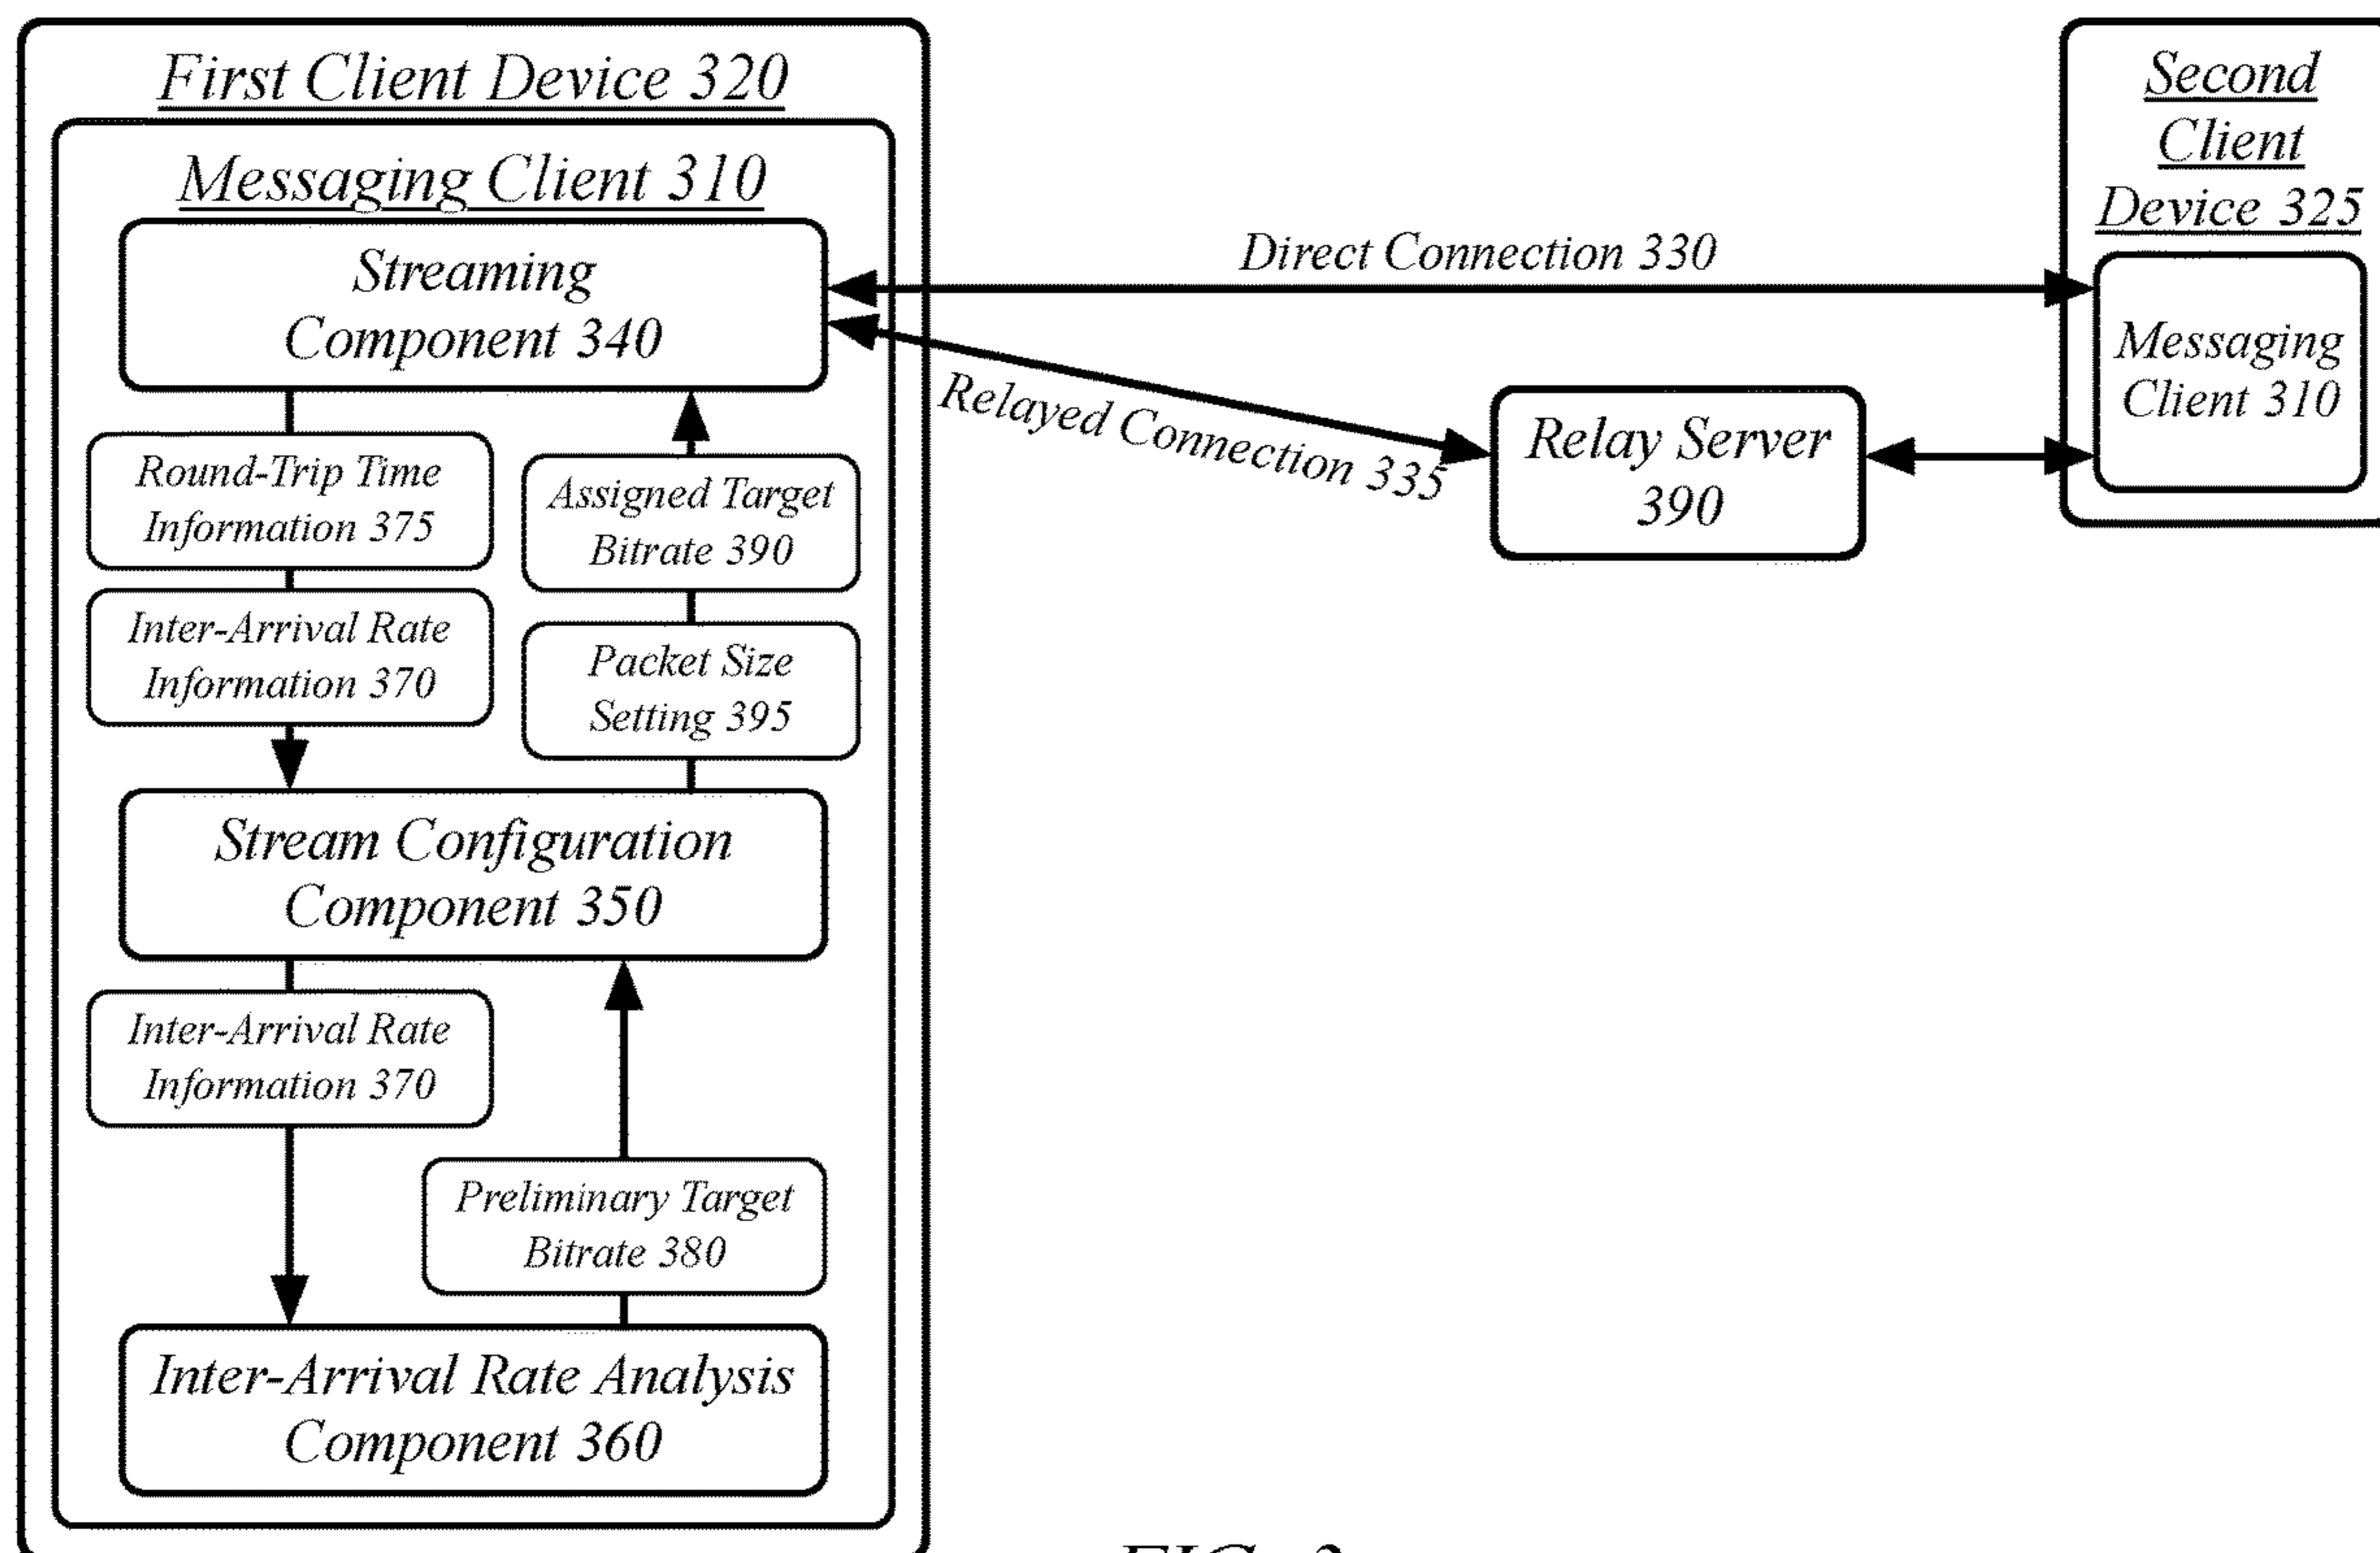 First Client Device 320
Messaging Client 310
Streaming
Component 340
Round-Trip Time
Information 375
Inter-Arrival Rate
Information 370
Assigned Target
Bitrate 390
Packet Size
Setting 395
Stream Configuration
Component 350
Inter-Arrival Rate
Information 370
Preliminary Target
Bitrate 380
Inter-Arrival Rate Analysis
Component 360
Direct Connection 330
Relayed Connection 335
Relay Server
390
Second
Client
Device 325
Messaging
Client 310